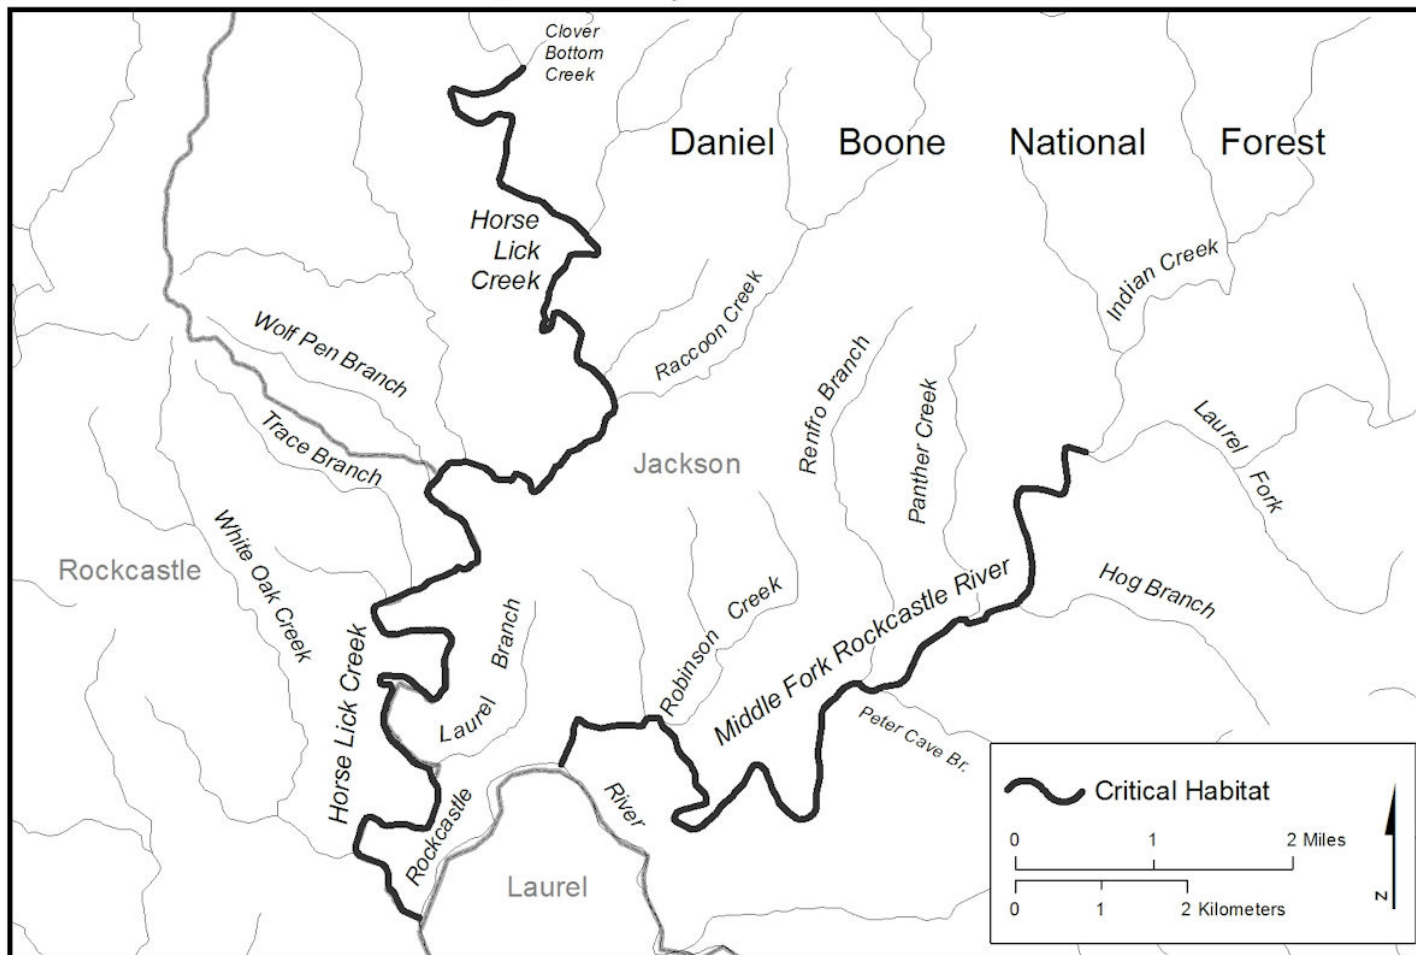 Clover
Bottom
Creek
Daniel Boone National Forest
Horse
Lick
Creek
Indian Creek
Raccoon Creek
Wolf Pen Branch
Trace Branch
Renfro Branch
Panther Creek
Laurel Fork
Jackson
White Oak Creek
Rockcastle
Hog Branch
Middle Fork Rockcastle River
Robinson Creek
Laurel Branch
Horse Lick Creek
Peter Cave Br.
Rockcastle River
Laurel
Critical Habitat
0 1 2 Miles
0 1 2 Kilometers
N